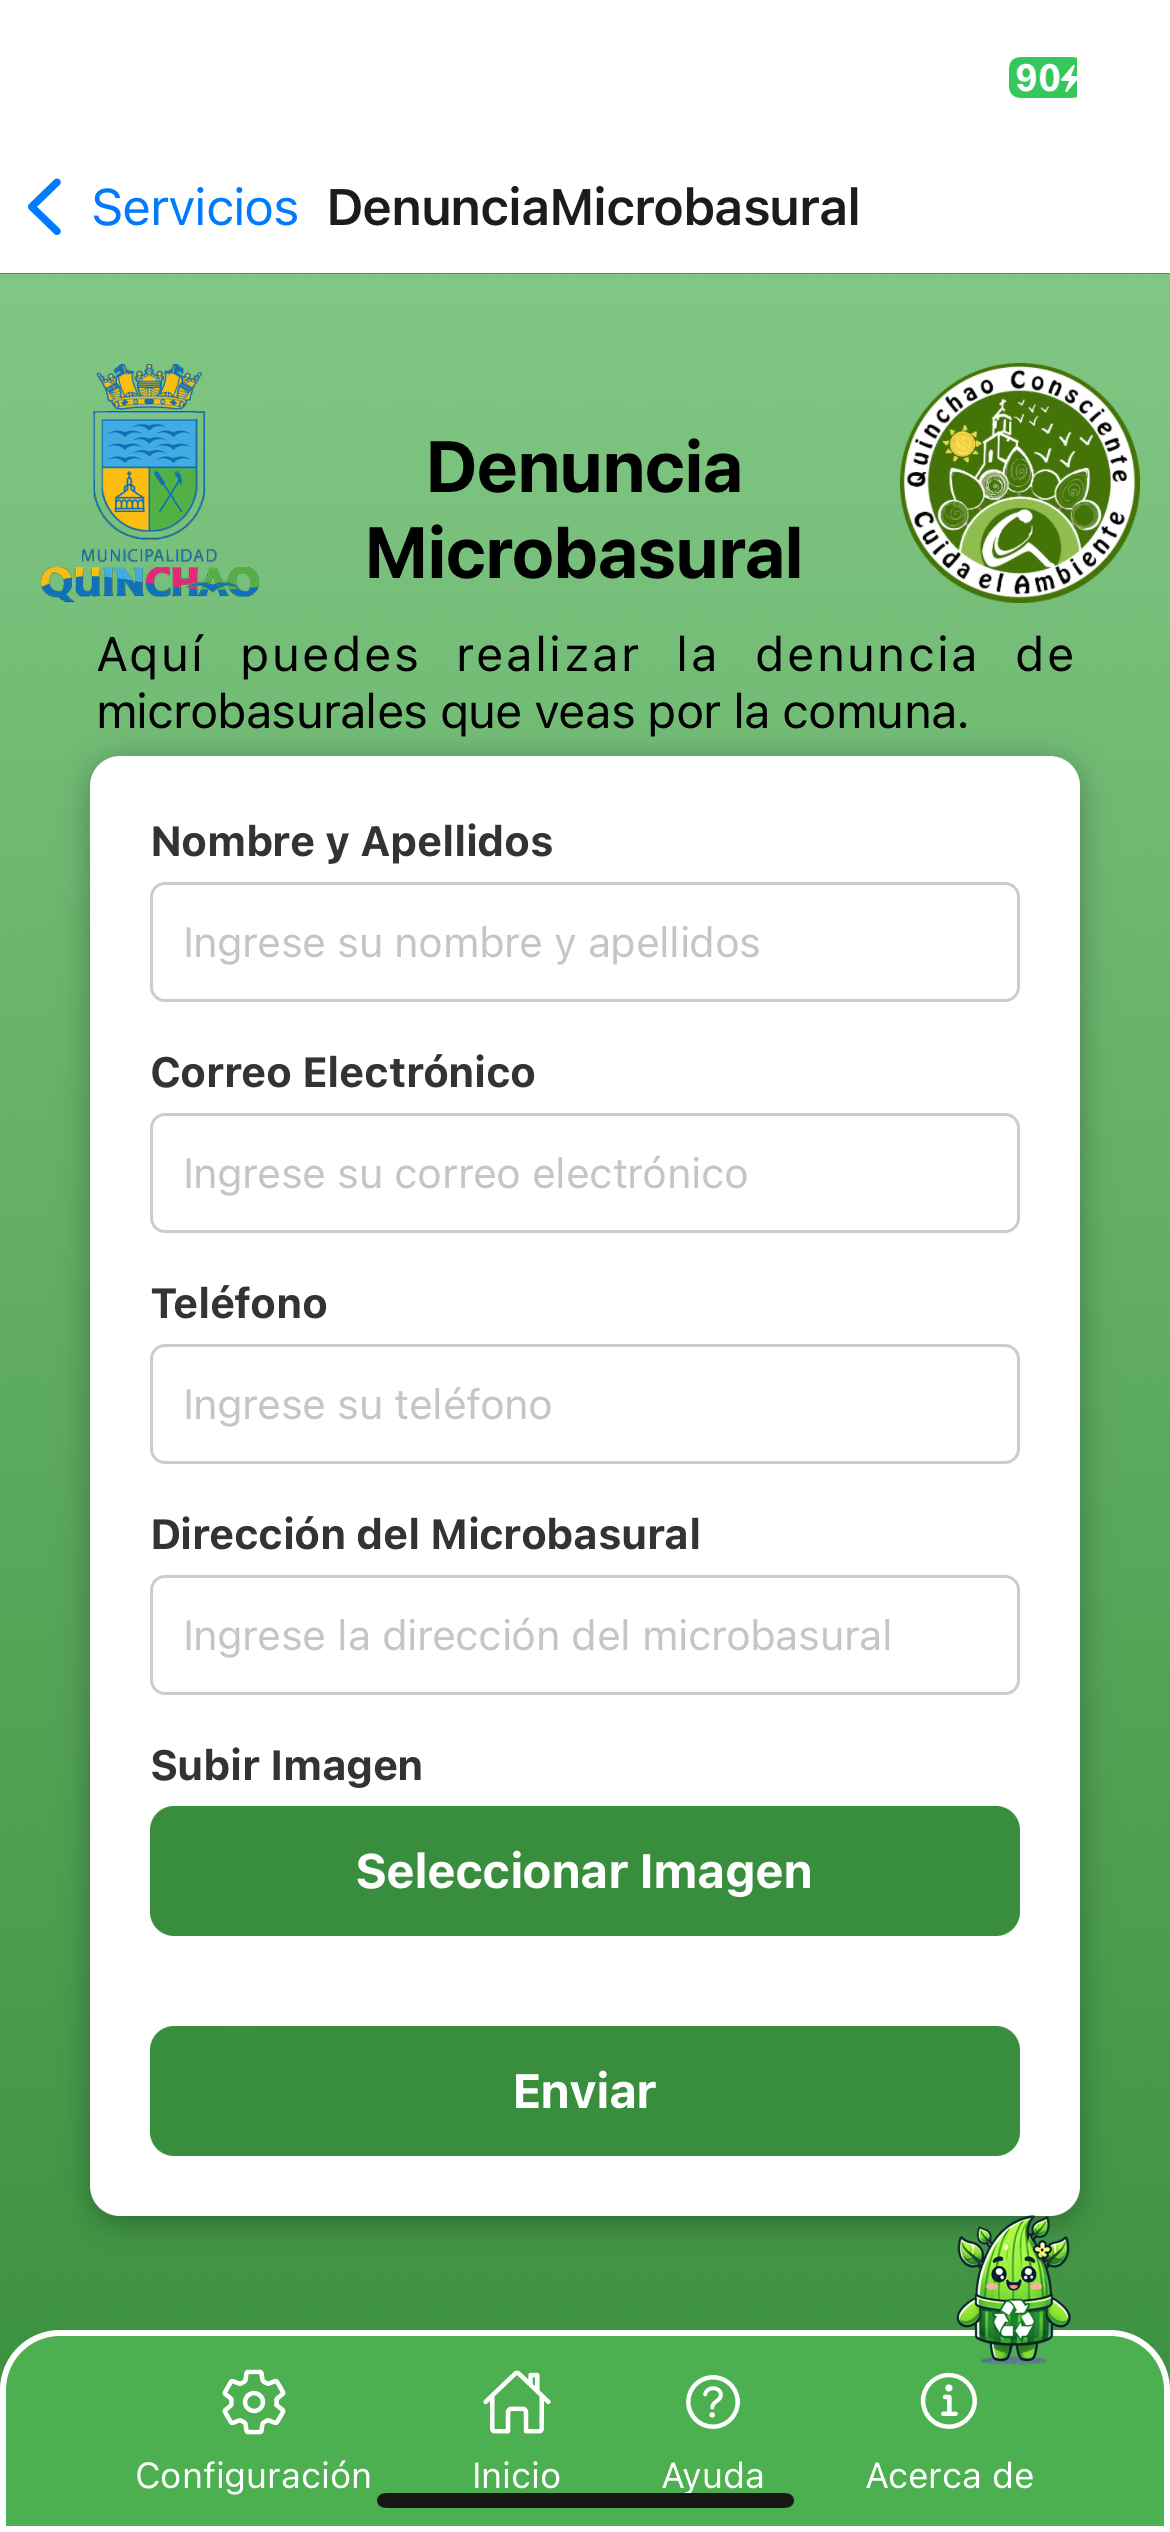 90
Servicios
DenunciaMicrobasural
MUNICIPALIDAD
QUINCHAO
Denuncia
Microbasural
Quinchao Consciente
Cuida el Ambiente
Aquí puedes realizar la denuncia de
microbasurales que veas por la comuna.
Nombre y Apellidos
Ingrese su nombre y apellidos
Correo Electrónico
Ingrese su correo electrónico
Teléfono
Ingrese su teléfono
Dirección del Microbasural
Ingrese la dirección del microbasural
Subir Imagen
Seleccionar Imagen
Enviar
Configuración
Inicio
Ayuda
Acerca de